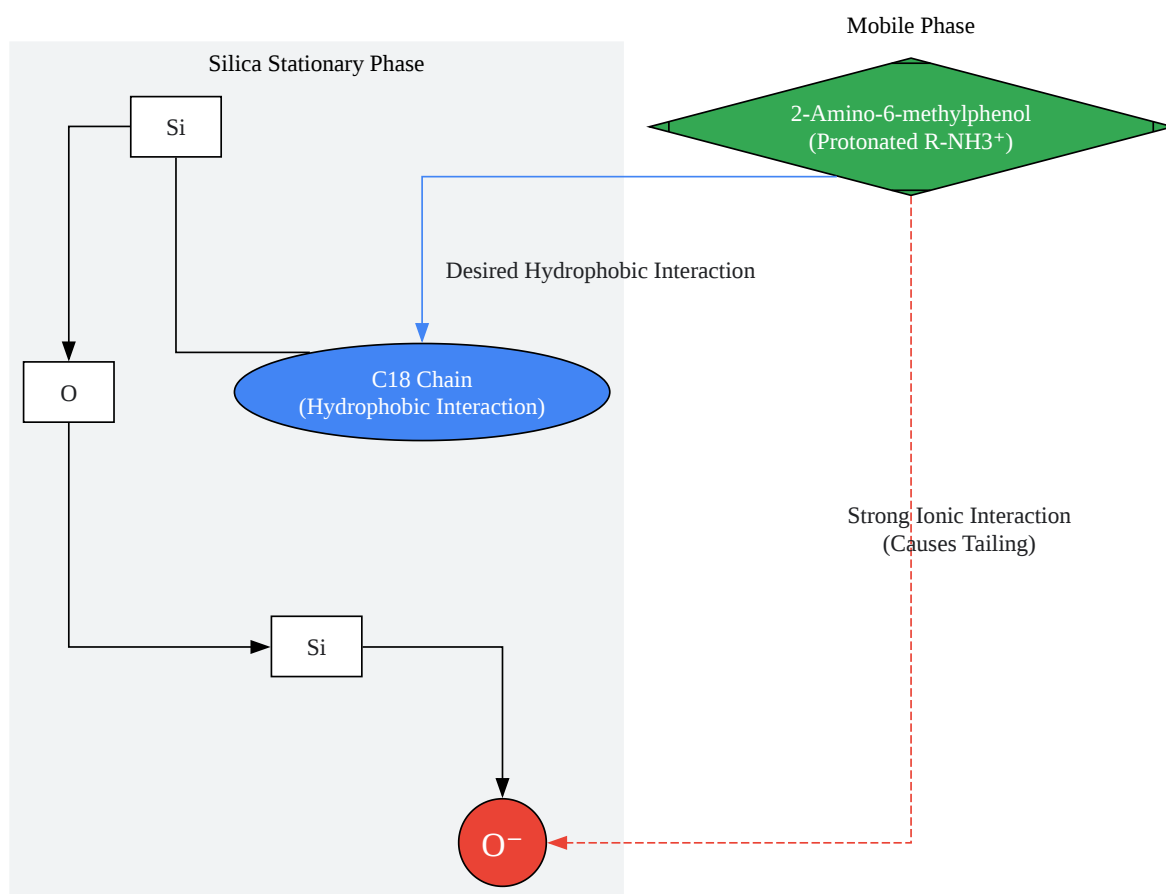 Mobile Phase
Silica Stationary Phase
Si
2-Amino-6-methylphenol
(Protonated R-NH3⁺)
Desired Hydrophobic Interaction
O
C18 Chain
(Hydrophobic Interaction)
Strong Ionic Interaction
(Causes Tailing)
Si
O⁻